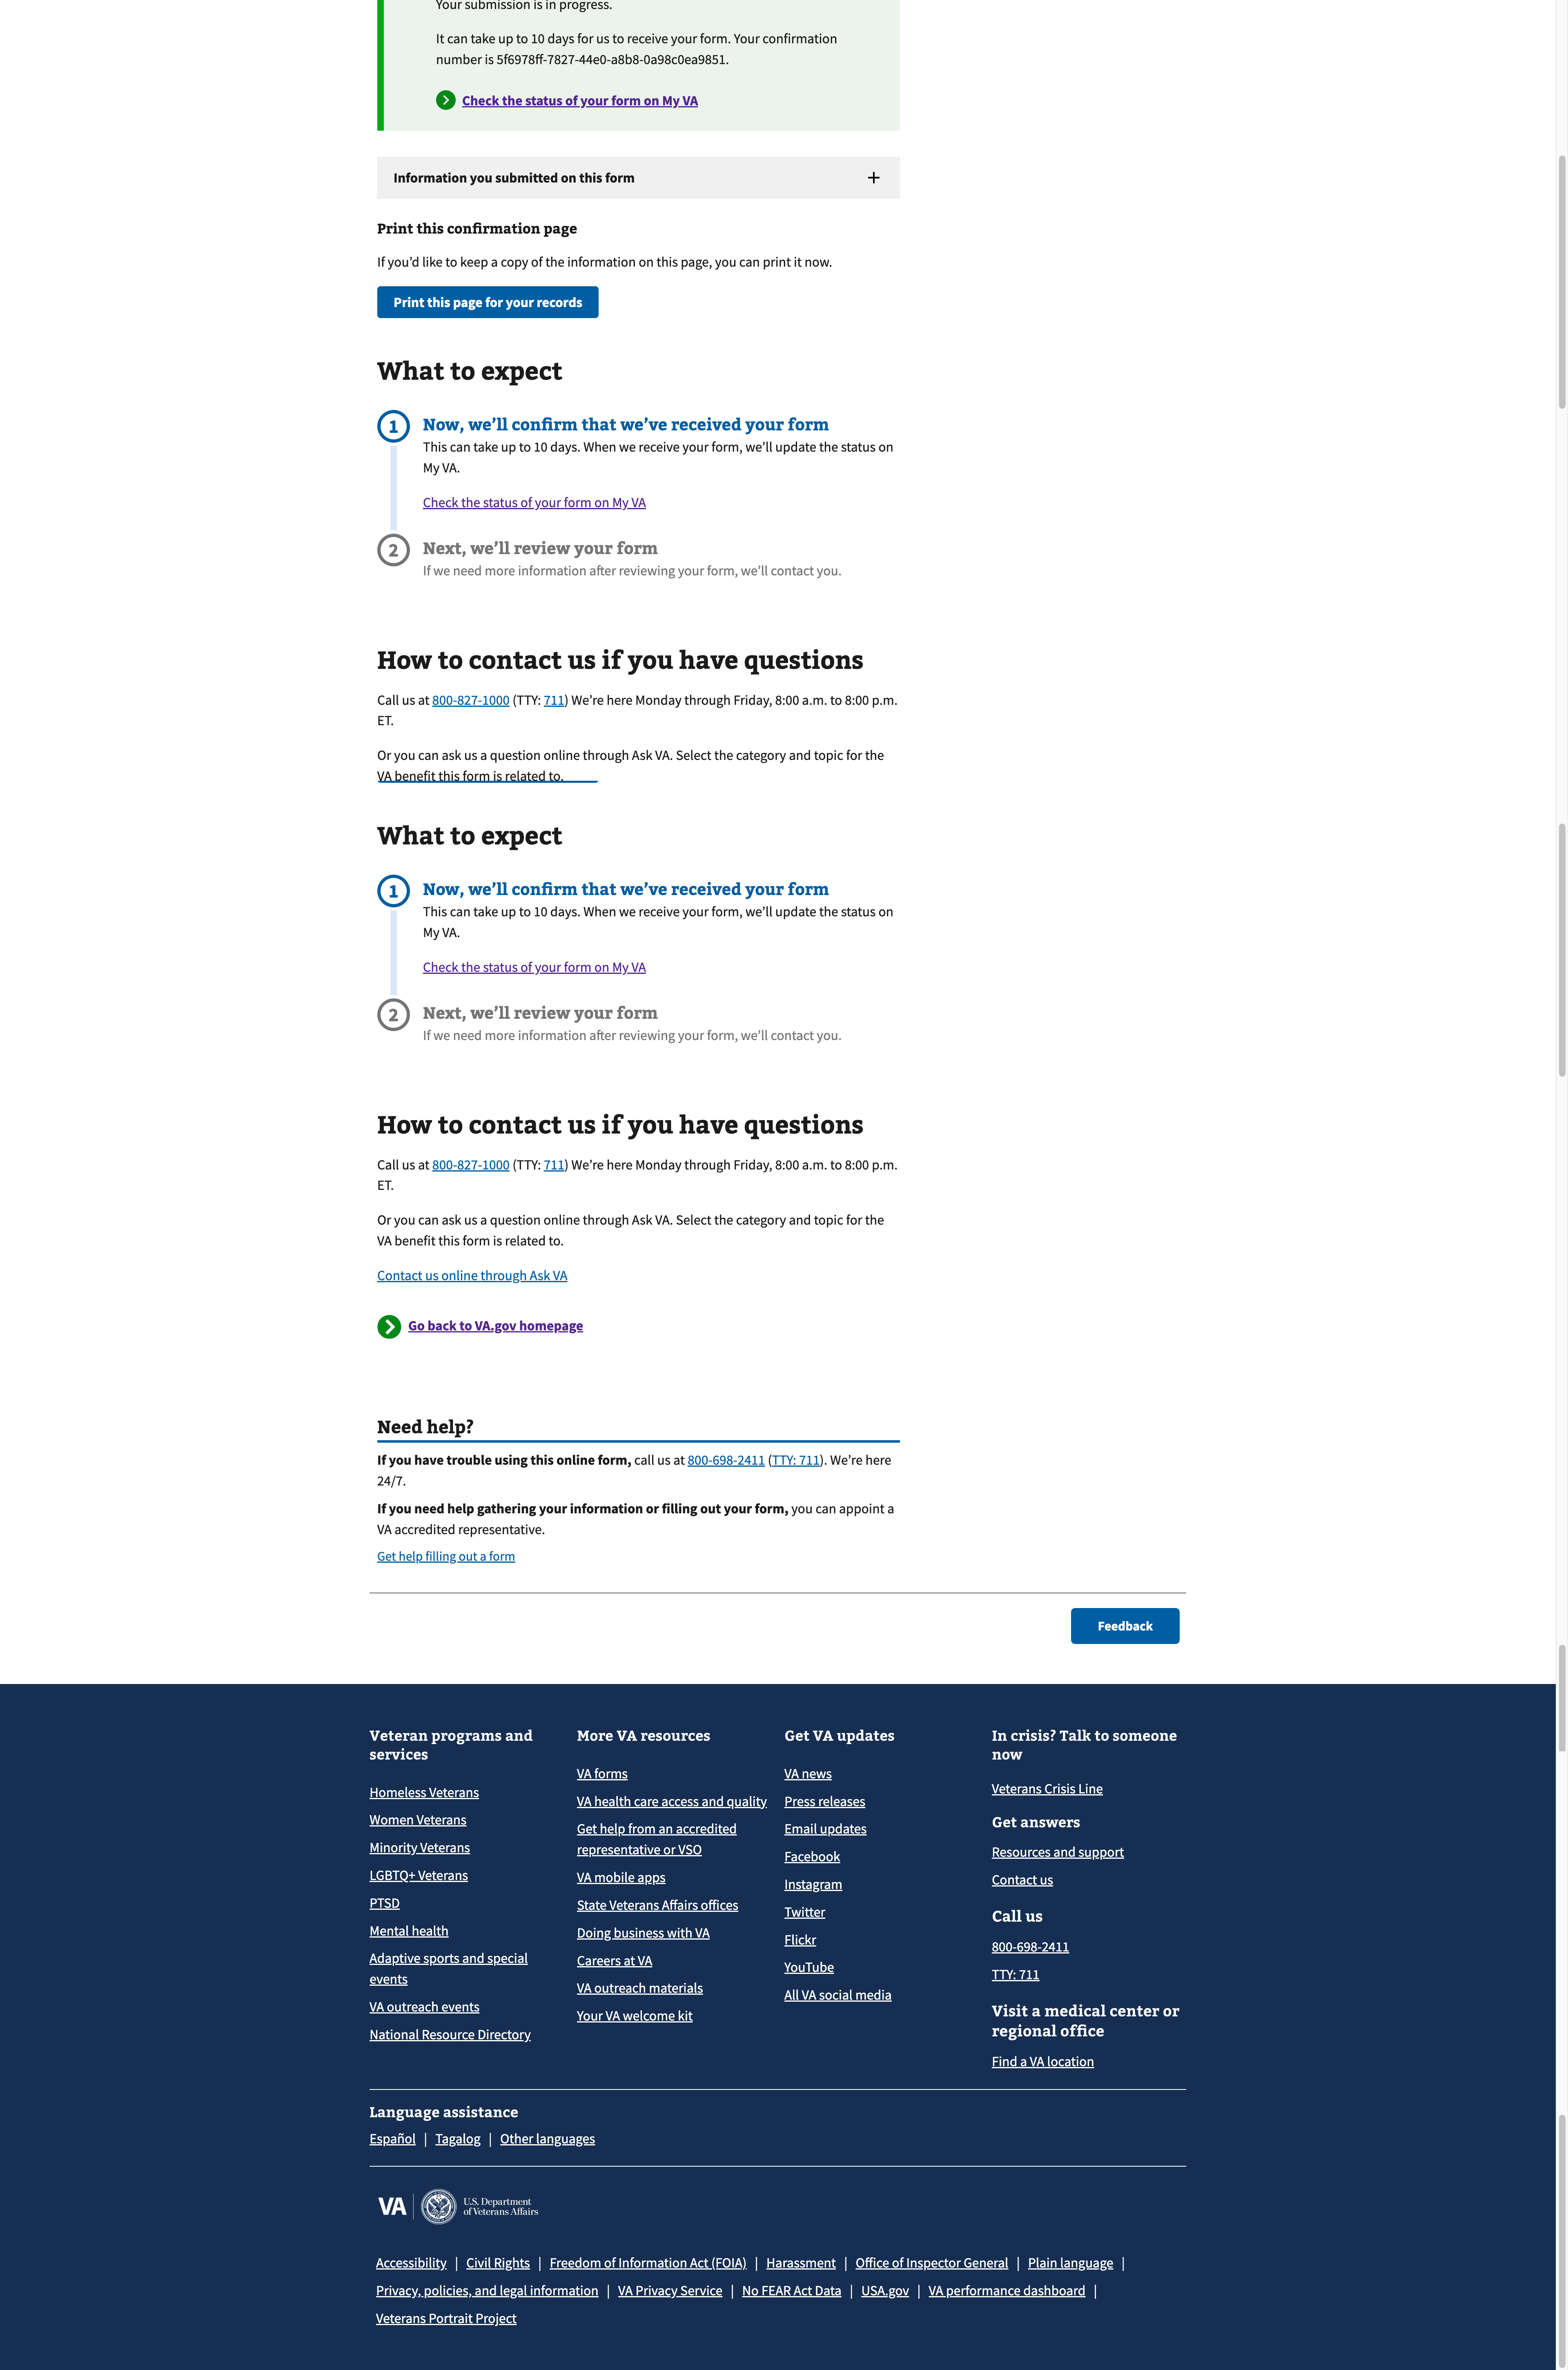 Your submission is in progress.
It can take up to 10 days for us to receive your form. Your confirmation
number is 5f6978ff-7827-44e0-a8b8-0a98c0ea9851.
Check the status of your form on My VA
Information you submitted on this form
Print this confirmation page
If you’d like to keep a copy of the information on this page, you can print it now.
Print this page for your records
What to expect
1
Now, we’ll confirm that we’ve received your form
This can take up to 10 days. When we receive your form, we’ll update the status on
My VA.
Check the status of your form on My VA
2
Next, we’ll review your form
If we need more information after reviewing your form, we’ll contact you.
How to contact us if you have questions
Call us at 800-827-1000 (TTY: 711) We’re here Monday through Friday, 8:00 a.m. to 8:00 p.m.
ET.
Or you can ask us a question online through Ask VA. Select the category and topic for the
VA benefit this form is related to.
What to expect
1
Now, we’ll confirm that we’ve received your form
This can take up to 10 days. When we receive your form, we’ll update the status on
My VA.
Check the status of your form on My VA
2
Next, we’ll review your form
If we need more information after reviewing your form, we’ll contact you.
How to contact us if you have questions
Call us at 800-827-1000 (TTY: 711) We’re here Monday through Friday, 8:00 a.m. to 8:00 p.m.
ET.
Or you can ask us a question online through Ask VA. Select the category and topic for the
VA benefit this form is related to.
Contact us online through Ask VA
Go back to VA.gov homepage
Need help?
If you have trouble using this online form, call us at 800-698-2411 (TTY: 711). We’re here
24/7.
If you need help gathering your information or filling out your form, you can appoint a
VA accredited representative.
Get help filling out a form
Feedback
Veteran programs and
services
Homeless Veterans
Women Veterans
Minority Veterans
LGBTQ+ Veterans
PTSD
Mental health
Adaptive sports and special
events
VA outreach events
National Resource Directory
More VA resources
VA forms
VA health care access and quality
Get help from an accredited
representative or VSO
VA mobile apps
State Veterans Affairs offices
Doing business with VA
Careers at VA
VA outreach materials
Your VA welcome kit
Get VA updates
VA news
Press releases
Email updates
Facebook
Instagram
Twitter
Flickr
YouTube
All VA social media
In crisis? Talk to someone
now
Veterans Crisis Line
Get answers
Resources and support
Contact us
Call us
800-698-2411
TTY: 711
Visit a medical center or
regional office
Find a VA location
Language assistance
Español | Tagalog | Other languages
VA
U.S. Department
of Veterans Affairs
Accessibility | Civil Rights | Freedom of Information Act (FOIA) | Harassment | Office of Inspector General | Plain language |
Privacy, policies, and legal information | VA Privacy Service | No FEAR Act Data | USA.gov | VA performance dashboard |
Veterans Portrait Project